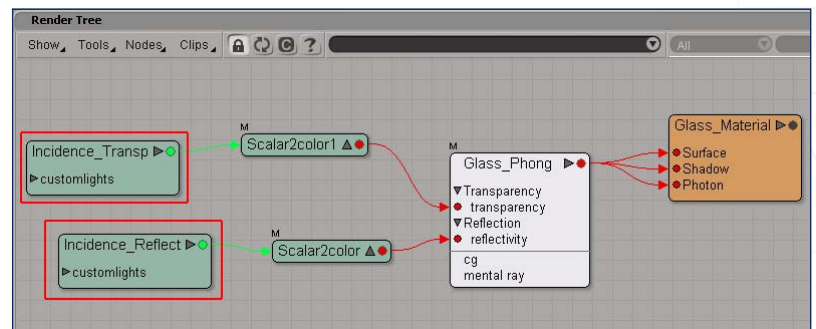 Render Tree
Show Tools Nodes Clips C ? All
M
Incidence_Transp
customlights
Scalar2color1
Incidence_Reflect
customlights
M
Scalar2color
M
Glass_Phong
Transparency
transparency
Reflection
reflectivity
cg
mental ray
Glass_Material
Surface
Shadow
Photon